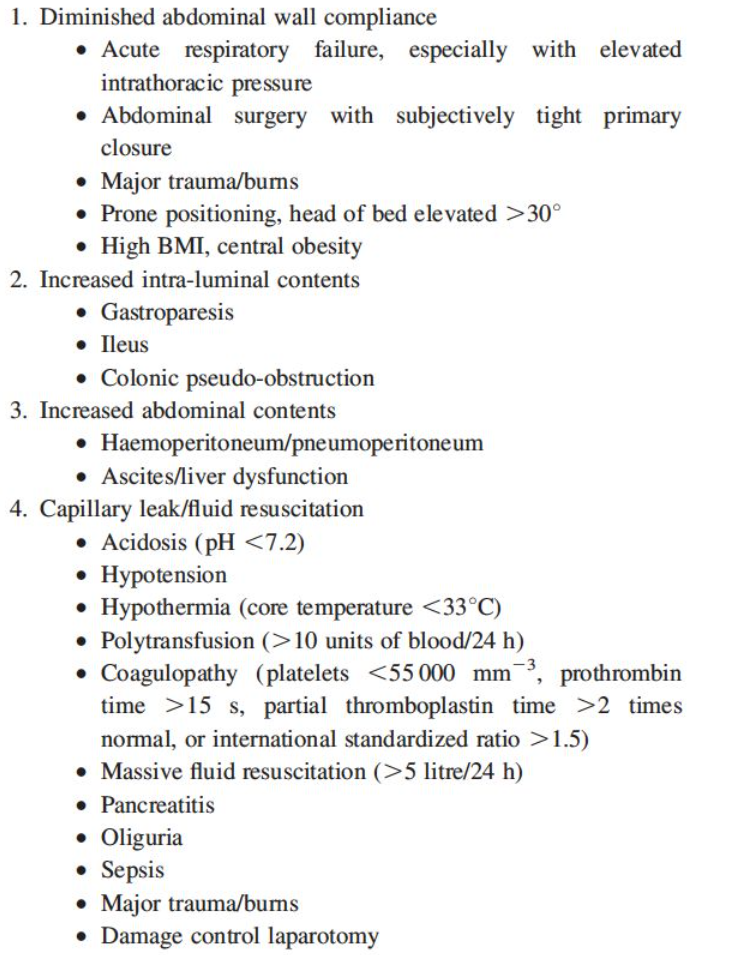 1. Diminished abdominal wall compliance
• Acute respiratory failure, especially with elevated
intrathoracic pressure
• Abdominal surgery with subjectively tight primary
closure
• Major trauma/burns
• Prone positioning, head of bed elevated >30°
• High BMI, central obesity
2. Increased intra-luminal contents
• Gastroparesis
• Ileus
• Colonic pseudo-obstruction
3. Increased abdominal contents
• Haemoperitoneum/pneumoperitoneum
• Ascites/liver dysfunction
4. Capillary leak/fluid resuscitation
• Acidosis (pH <7.2)
• Hypotension
• Hypothermia (core temperature <33°C)
• Polytransfusion (>10 units of blood/24 h)
• Coagulopathy (platelets <55 000 mm⁻³, prothrombin
time >15 s, partial thromboplastin time >2 times
normal, or international standardized ratio >1.5)
• Massive fluid resuscitation (>5 litre/24 h)
• Pancreatitis
• Oliguria
• Sepsis
• Major trauma/burns
• Damage control laparotomy